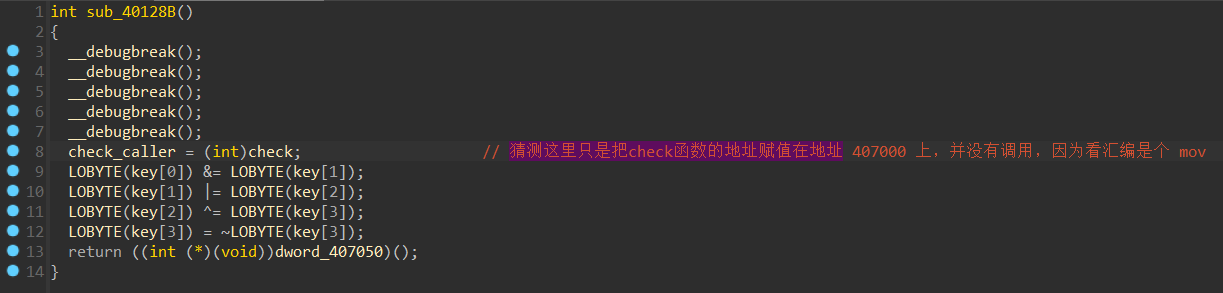 1 int sub_40128B()
2 {
3 __debugbreak();
4 __debugbreak();
5 __debugbreak();
6 __debugbreak();
7 __debugbreak();
8 check_caller = (int)check; // 猜测这里只是把check函数的地址赋值在地址 407000 上，并没有调用，因为看汇编是个 mov
9 LOBYTE(key[0]) &= LOBYTE(key[1]);
10 LOBYTE(key[1]) |= LOBYTE(key[2]);
11 LOBYTE(key[2]) ^= LOBYTE(key[3]);
12 LOBYTE(key[3]) = ~LOBYTE(key[3]);
13 return ((int (*)(void))dword_407050)();
14 }